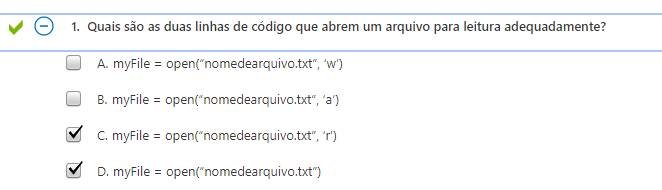 1. Quais são as duas linhas de código que abrem um arquivo para leitura adequadamente?
A. myFile = open(“nomedearquivo.txt”, ‘w’)
B. myFile = open(“nomedearquivo.txt”, ‘a’)
C. myFile = open(“nomedearquivo.txt”, ‘r’)
D. myFile = open(“nomedearquivo.txt”)